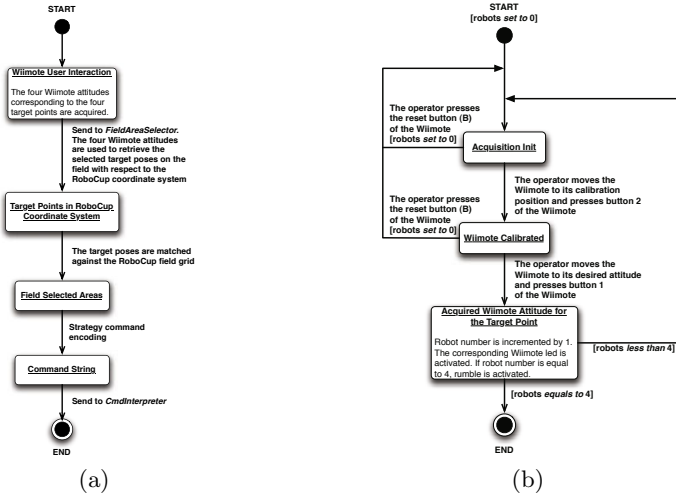 START
Wiimote User Interaction
The four Wiimote attitudes
corresponding to the four
target points are acquired.
Send to FieldAreaSelector.
The four Wiimote attitudes
are used to retrieve the
selected target poses on the
field with respect to the
RoboCup coordinate system
Target Points in RoboCup
Coordinate System
The target poses are matched
against the RoboCup field grid
Field Selected Areas
Strategy command
encoding
Command String
Send to CmdInterpreter
END
(a)
START
[robots set to 0]
The operator presses
the reset button (B)
of the Wiimote
[robots set to 0]
Acquisition Init
The operator moves the
Wiimote to its calibration
position and presses button 2
of the Wiimote
The operator presses
the reset button (B)
of the Wiimote
[robots set to 0]
Wiimote Calibrated
The operator moves the
Wiimote to its desired attitude
and presses button 1
of the Wiimote
Acquired Wiimote Attitude for
the Target Point
Robot number is incremented by 1.
The corresponding Wiimote led is
activated. If robot number is equal
to 4, rumble is activated.
[robots less than 4]
[robots equals to 4]
END
(b)